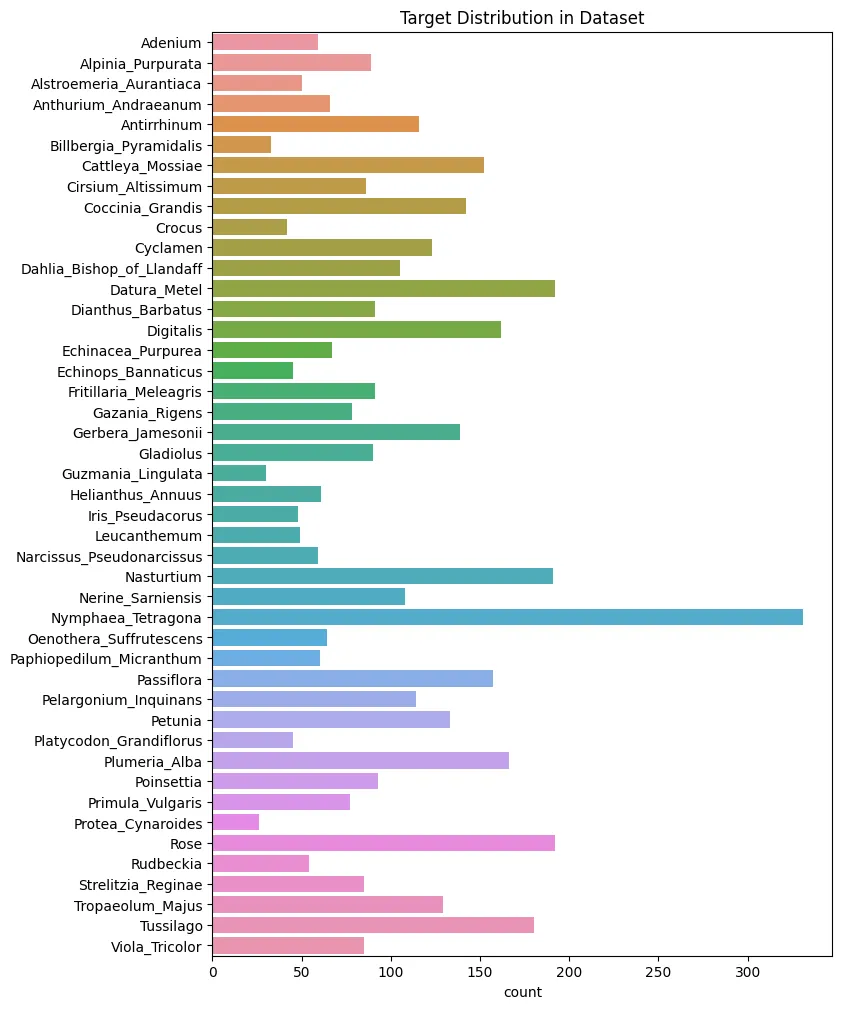 Target Distribution in Dataset
Adenium
Alpinia_Purpurata
Alstroemeria_Aurantiaca
Anthurium_Andraeanum
Antirrhinum
Billbergia_Pyramidalis
Cattleya_Mossiae
Cirsium_Altissimum
Coccinia_Grandis
Crocus
Cyclamen
Dahlia_Bishop_of_Llandaff
Datura_Metel
Dianthus_Barbatus
Digitalis
Echinacea_Purpurea
Echinops_Bannaticus
Fritillaria_Meleagris
Gazania_Rigens
Gerbera_Jamesonii
Gladiolus
Guzmania_Lingulata
Helianthus_Annuus
Iris_Pseudacorus
Leucanthemum
Narcissus_Pseudonarcissus
Nasturtium
Nerine_Sarniensis
Nymphaea_Tetragona
Oenothera_Suffrutescens
Paphiopedilum_Micranthum
Passiflora
Pelargonium_Inquinans
Petunia
Platycodon_Grandiflorus
Plumeria_Alba
Poinsettia
Primula_Vulgaris
Protea_Cynaroides
Rose
Rudbeckia
Strelitzia_Reginae
Tropaeolum_Majus
Tussilago
Viola_Tricolor
0 50 100 150 200 250 300
count